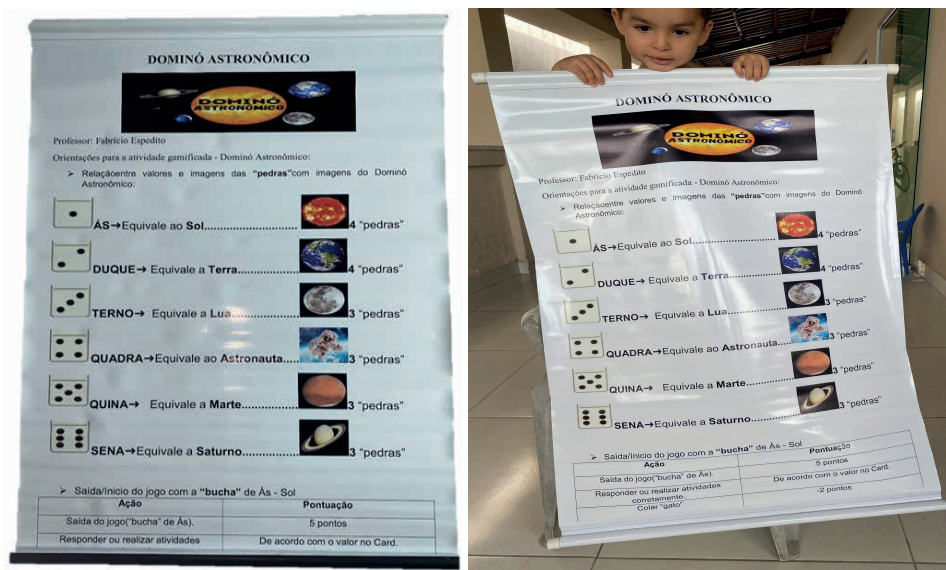 DOMINÓ ASTRONÔMICO
DOMINÓ
ASTRONÔMICO
Professor: Fabrício Espedito
Orientações para a atividade gamificada - Dominó Astronômico:
➢ Relaçãoentre valores e imagens das "pedras"com imagens do Dominó
Astronômico:
ÁS→Equivale ao Sol............................ 4 "pedras"
DUQUE→ Equivale a Terra.................. 4 "pedras"
TERNO→ Equivale a Lua.................... 3 "pedras"
QUADRA→Equivale ao Astronauta..... 3 "pedras"
QUINA→ Equivale a Marte.................. 3 "pedras"
SENA→Equivale a Saturno................. 3 "pedras"
➢ Saída/Inicio do jogo com a "bucha" de Ás - Sol
Ação Pontuação
Saída do jogo("bucha" de Ás). 5 pontos
Responder ou realizar atividades De acordo com o valor no Card.
DOMINÓ ASTRONÔMICO
DOMINÓ
ASTRONÔMICO
Professor: Fabrício Espedito
Orientações para a atividade gamificada - Dominó Astronômico:
➢ Relaçãoentre valores e imagens das "pedras"com imagens do Dominó
Astronômico:
ÁS→Equivale ao Sol............................ 4 "pedras"
DUQUE→ Equivale a Terra.................. 4 "pedras"
TERNO→ Equivale a Lua.................... 3 "pedras"
QUADRA→Equivale ao Astronauta..... 3 "pedras"
QUINA→ Equivale a Marte.................. 3 "pedras"
SENA→Equivale a Saturno................. 3 "pedras"
➢ Saída/Inicio do jogo com a "bucha" de Ás - Sol
Ação Pontuação
Saída do jogo("bucha" de Ás). 5 pontos
Responder ou realizar atividades De acordo com o valor no Card.
corretamente.
Colar "gato" -2 pontos